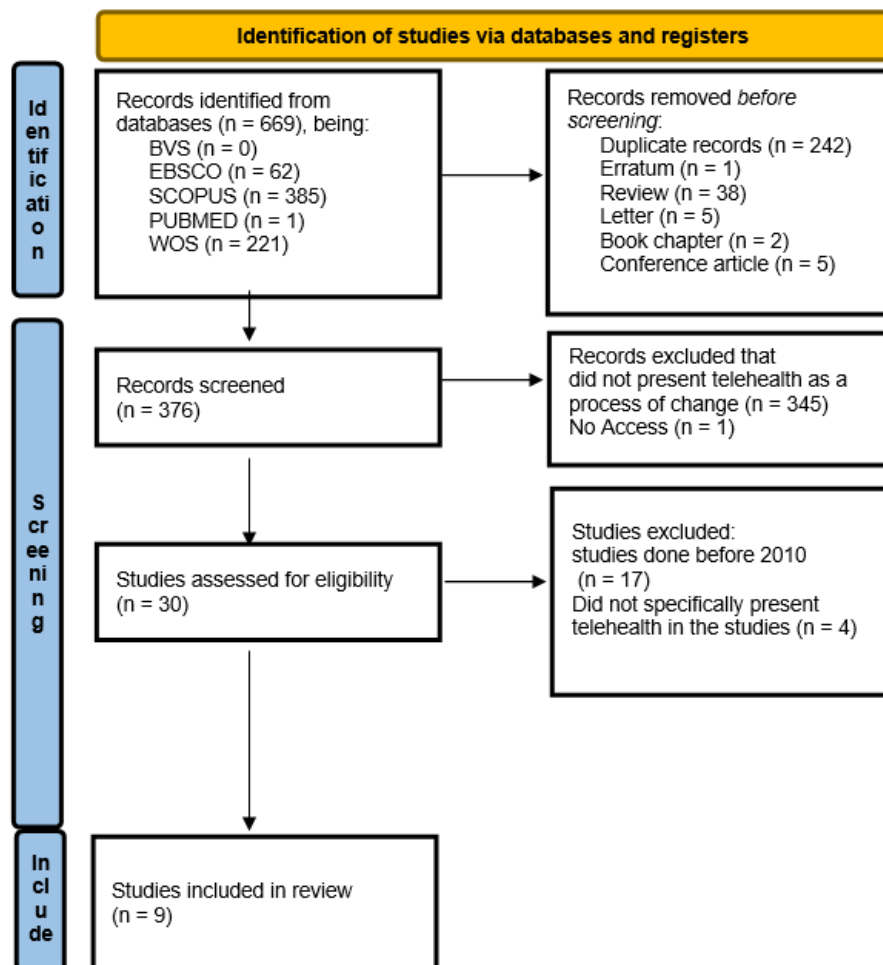 Identification of studies via databases and registers
Id
en
tif
ic
ati
o
n
Records identified from
databases (n = 669), being:
BVS (n = 0)
EBSCO (n = 62)
SCOPUS (n = 385)
PUBMED (n = 1)
WOS (n = 221)
Records removed before
screening:
Duplicate records (n = 242)
Erratum (n = 1)
Review (n = 38)
Letter (n = 5)
Book chapter (n = 2)
Conference article (n = 5)
S
cr
ee
ni
n
g
Records screened
(n = 376)
Records excluded that
did not present telehealth as a
process of change (n = 345)
No Access (n = 1)
Studies assessed for eligibility
(n = 30)
Studies excluded:
studies done before 2010
(n = 17)
Did not specifically present
telehealth in the studies (n = 4)
In
cl
u
de
Studies included in review
(n = 9)